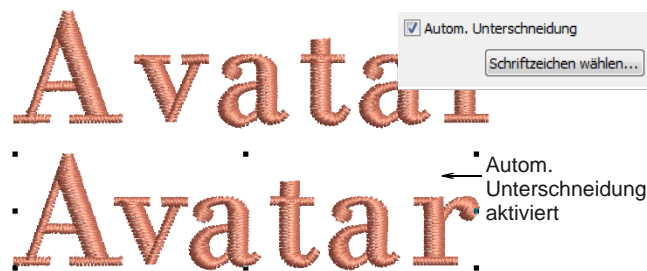 Avatar
Autom. Unterschneidung
Schriftzeichen wählen...
Avatar
Autom.
Unterschneidung
aktiviert